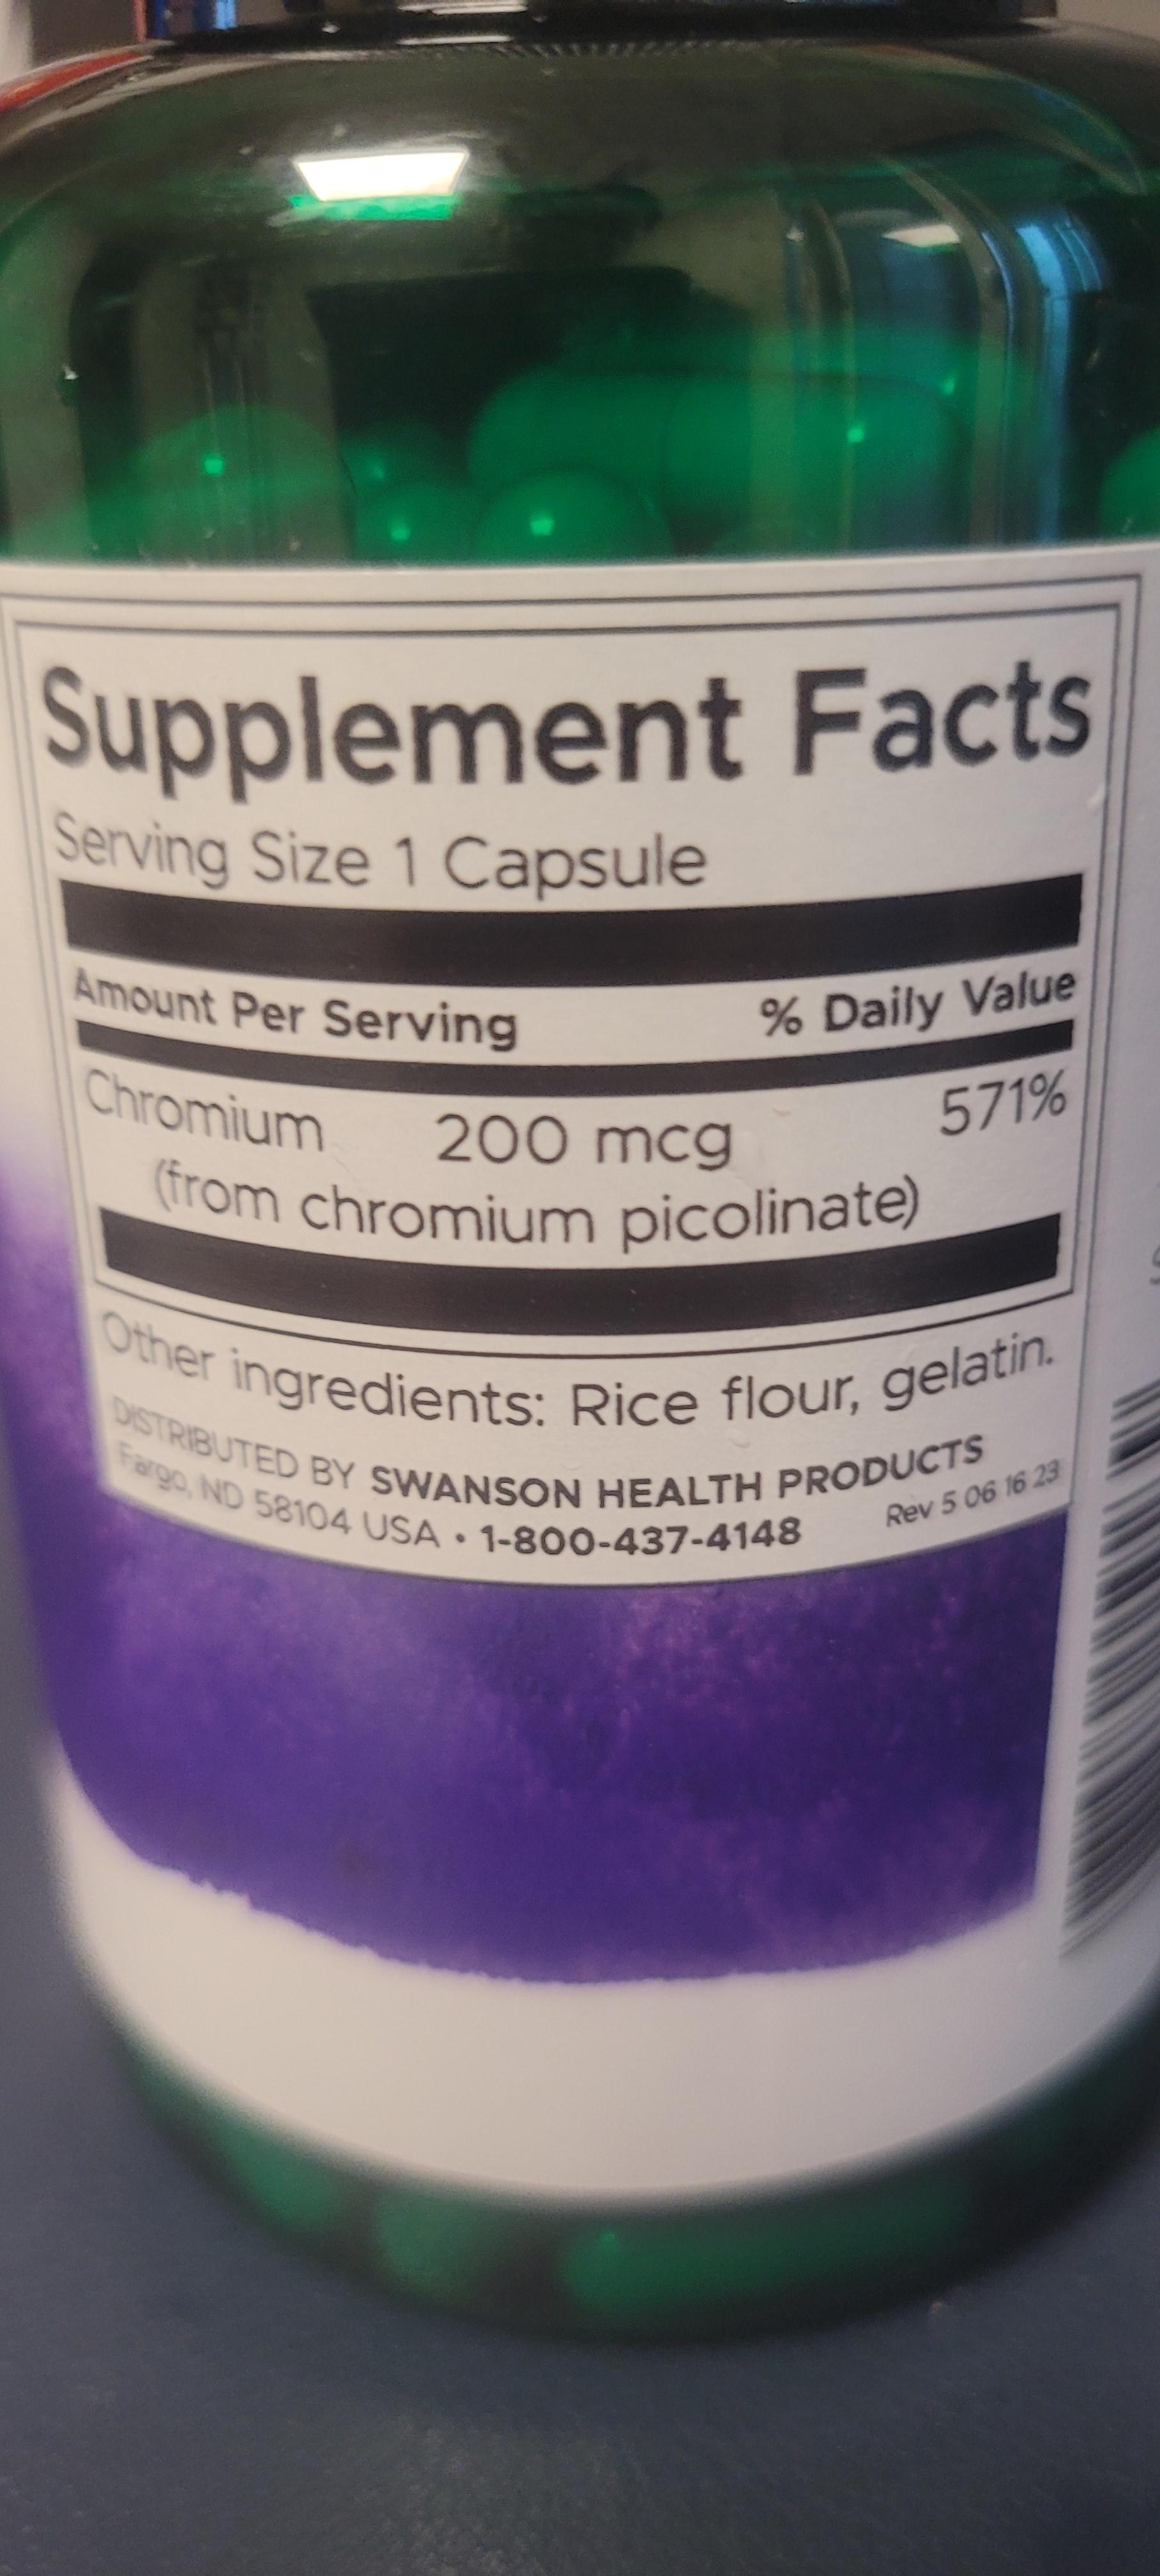 Supplement Facts
Serving Size 1 Capsule
Amount Per Serving % Daily Value
Chromium 200 mcg 571%
(from chromium picolinate)
Other ingredients: Rice flour, gelatin.
DISTRIBUTED BY SWANSON HEALTH PRODUCTS
Fargo, ND 58104 USA • 1-800-437-4148 Rev 5 06 16 23